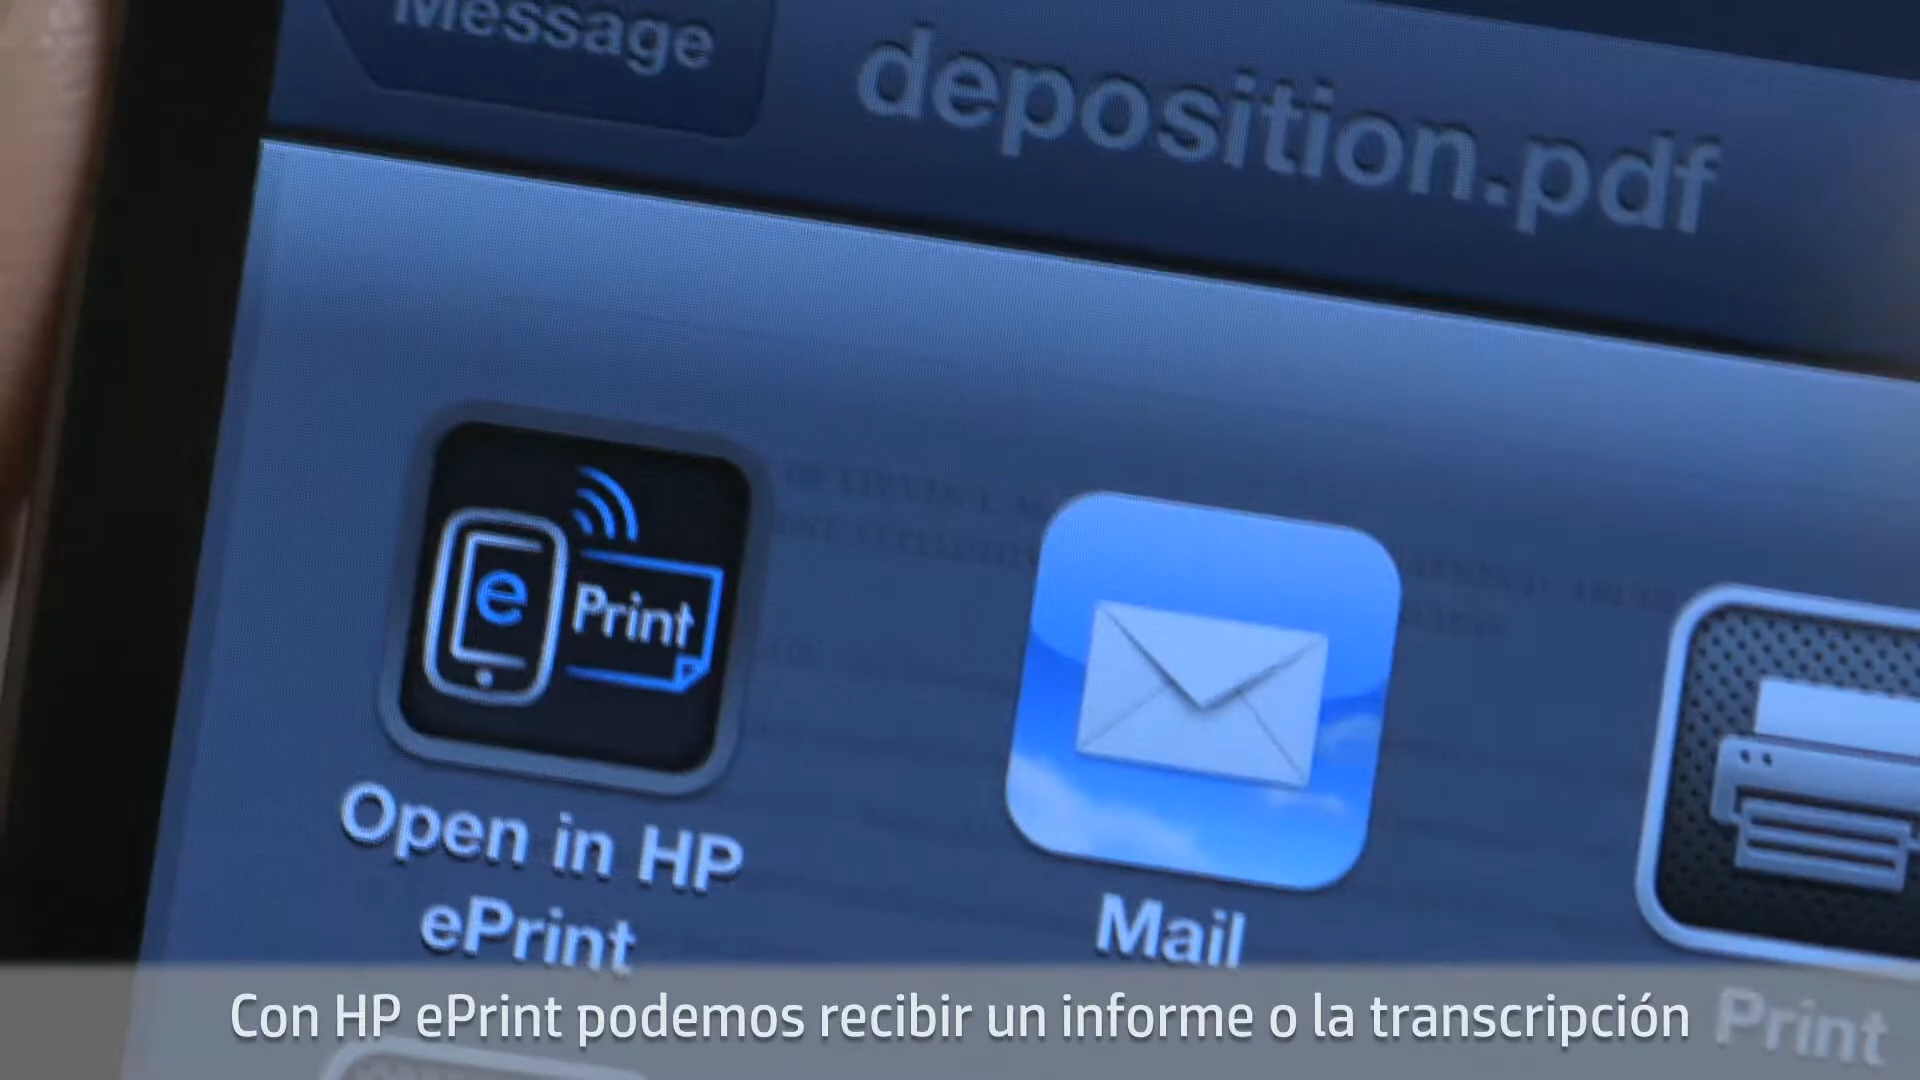 Message
deposition.pdf
e
Print
Open in HP
ePrint
Mail
Print
Con HP ePrint podemos recibir un informe o la transcripción